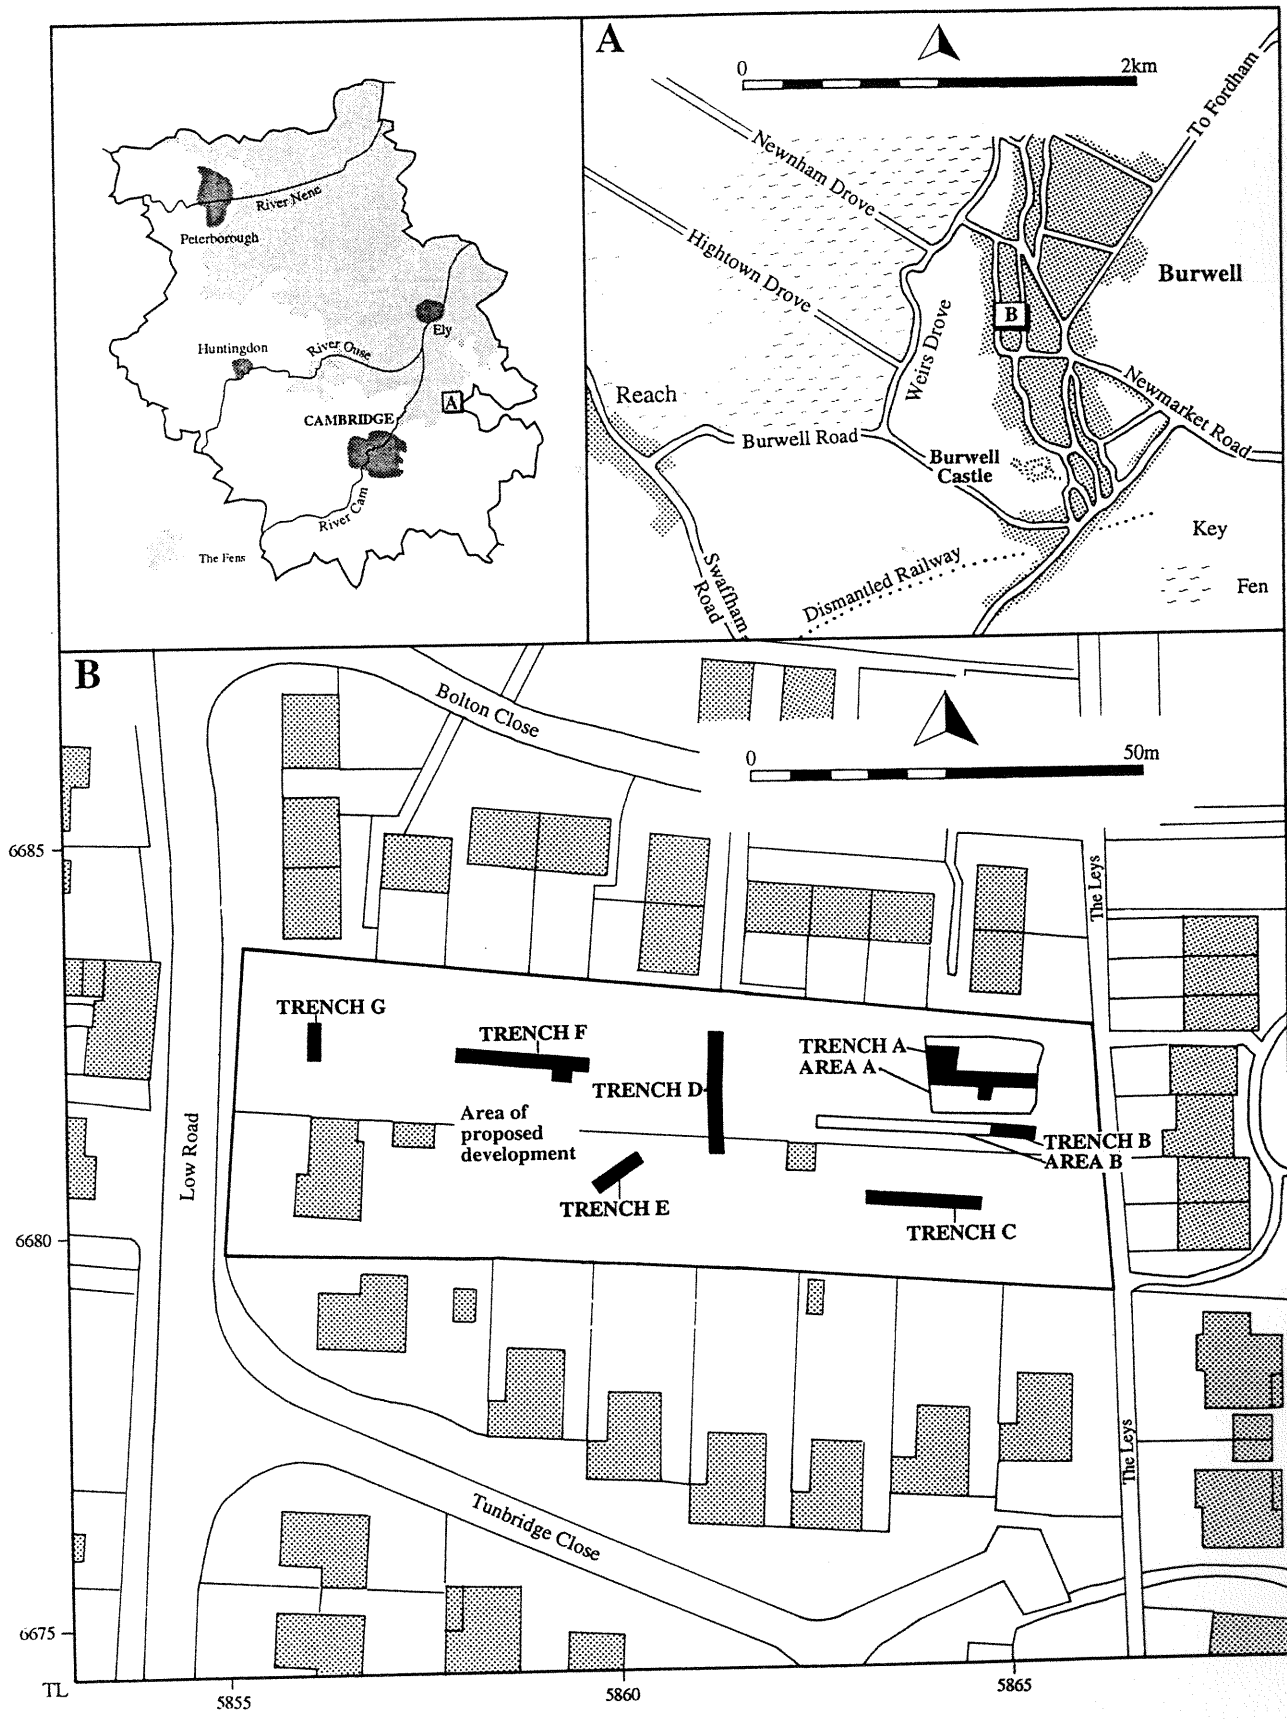 River Nene
Peterborough
Ely
Huntingdon
River Ouse
A
CAMBRIDGE
River Cam
The Fens
A
0
2km
To Fordham
Newnham Drove
Hightown Drove
Burwell
B
Weirs Drove
Reach
Newmarket Road
Burwell Road
Burwell
Castle
Key
Swaffham
Road
Dismantled Railway
Fen
B
Bolton Close
0
50m
6685
The Leys
TRENCH G
TRENCH F
TRENCH A
AREA A
TRENCH D
Area of
proposed
development
TRENCH B
AREA B
Low Road
TRENCH E
TRENCH C
6680
The Leys
Tunbridge Close
6675
TL
5855
5860
5865